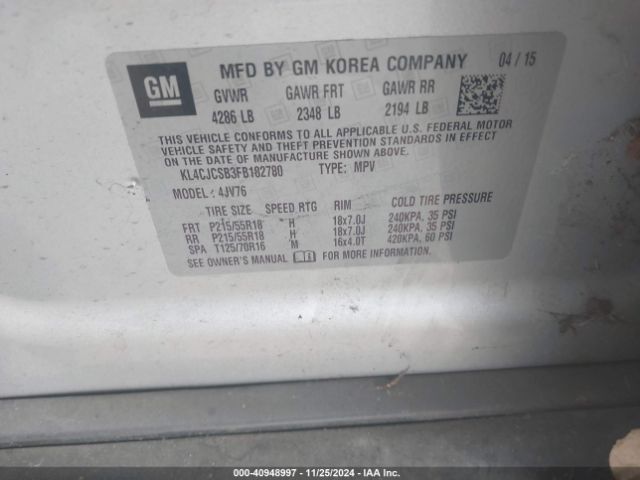 GM
MFD BY GM KOREA COMPANY 04 / 15
GVWR GAWR FRT GAWR RR
4286 LB 2348 LB 2194 LB
THIS VEHICLE CONFORMS TO ALL APPLICABLE U.S. FEDERAL MOTOR
VEHICLE SAFETY AND THEFT PREVENTION STANDARDS IN EFFECT
ON THE DATE OF MANUFACTURE SHOWN ABOVE.
KL4CJCSB3FB182780 TYPE: MPV
MODEL: 4JV76
TIRE SIZE SPEED RTG RIM COLD TIRE PRESSURE
FRT P215/55R18 H 18x7.0J 240KPA, 35 PSI
RR P215/55R18 H 18x7.0J 240KPA, 35 PSI
SPA T125/70R16 M 16x4.0T 420KPA, 60 PSI
SEE OWNER'S MANUAL FOR MORE INFORMATION.
000-40948997 - 11/25/2024 - IAA Inc.